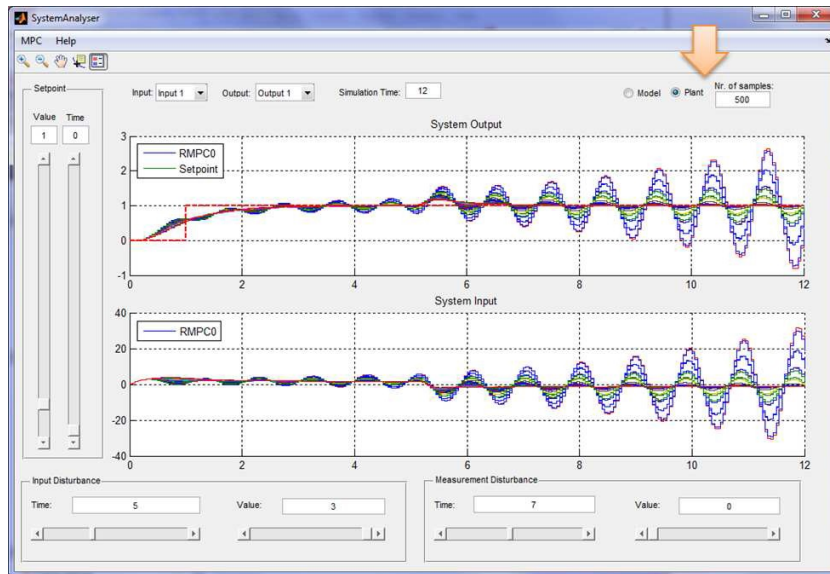 SystemAnalyser
MPC Help
Setpoint
Value Time
1 0
Input: Input 1 Output: Output 1 Simulation Time: 12
Model Plant
Nr. of samples:
500
System Output
3
2
1
0
-1
RMPC0
Setpoint
0 2 4 6 8 10 12
System Input
40
20
0
-20
-40
RMPC0
0 2 4 6 8 10 12
Input Disturbance
Time: 5 Value: 3
Measurement Disturbance
Time: 7 Value: 0